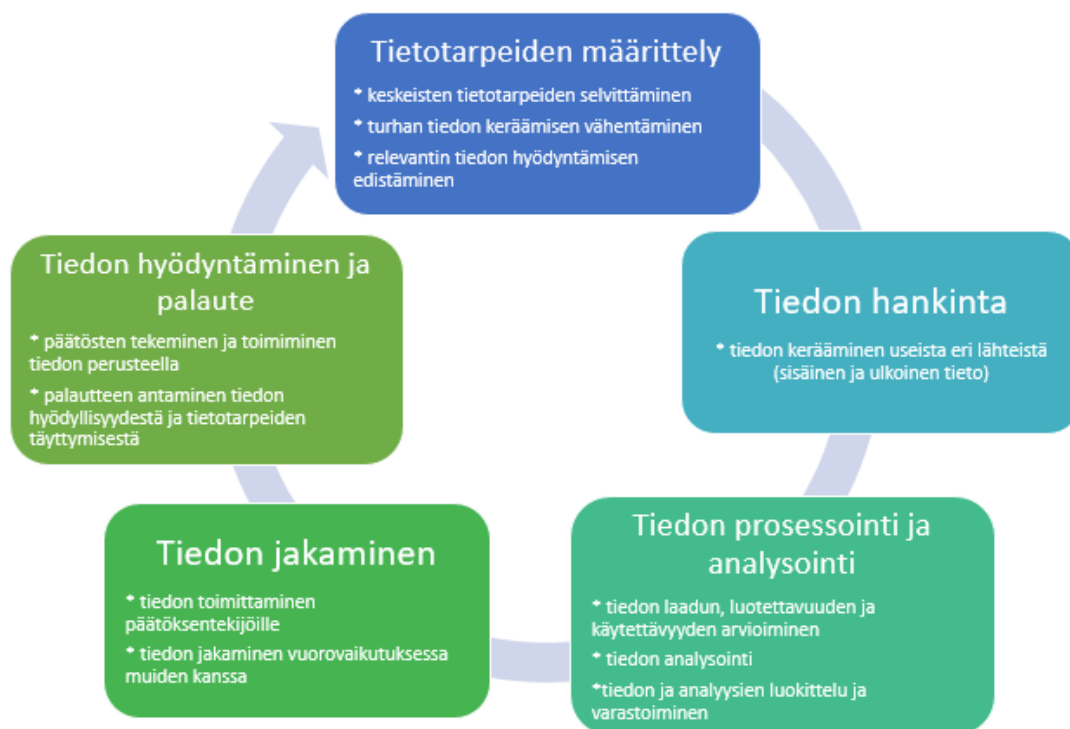 Tietotarpeiden määrittely
* keskeisten tietotarpeiden selvittäminen
* turhan tiedon keräämisen vähentäminen
* relevantin tiedon hyödyntämisen
edistäminen
Tiedon hankinta
* tiedon kerääminen useista eri lähteistä
(sisäinen ja ulkoinen tieto)
Tiedon prosessointi ja
analysointi
* tiedon laadun, luotettavuuden ja
käytettävyyden arvioiminen
* tiedon analysointi
*tiedon ja analyysien luokittelu ja
varastoiminen
Tiedon jakaminen
* tiedon toimittaminen
päätöksentekijöille
* tiedon jakaminen vuorovaikutuksessa
muiden kanssa
Tiedon hyödyntäminen ja
palaute
* päätösten tekeminen ja toimiminen
tiedon perusteella
* palautteen antaminen tiedon
hyödyllisyydestä ja tietotarpeiden
täyttymisestä